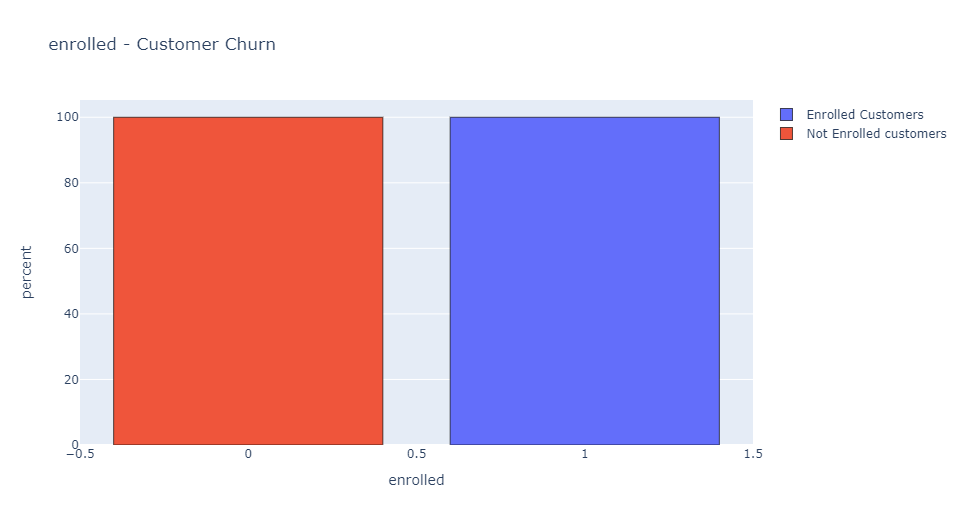 enrolled - Customer Churn
Enrolled Customers
Not Enrolled customers
percent
100
80
60
40
20
0
−0.5
0
0.5
1
1.5
enrolled